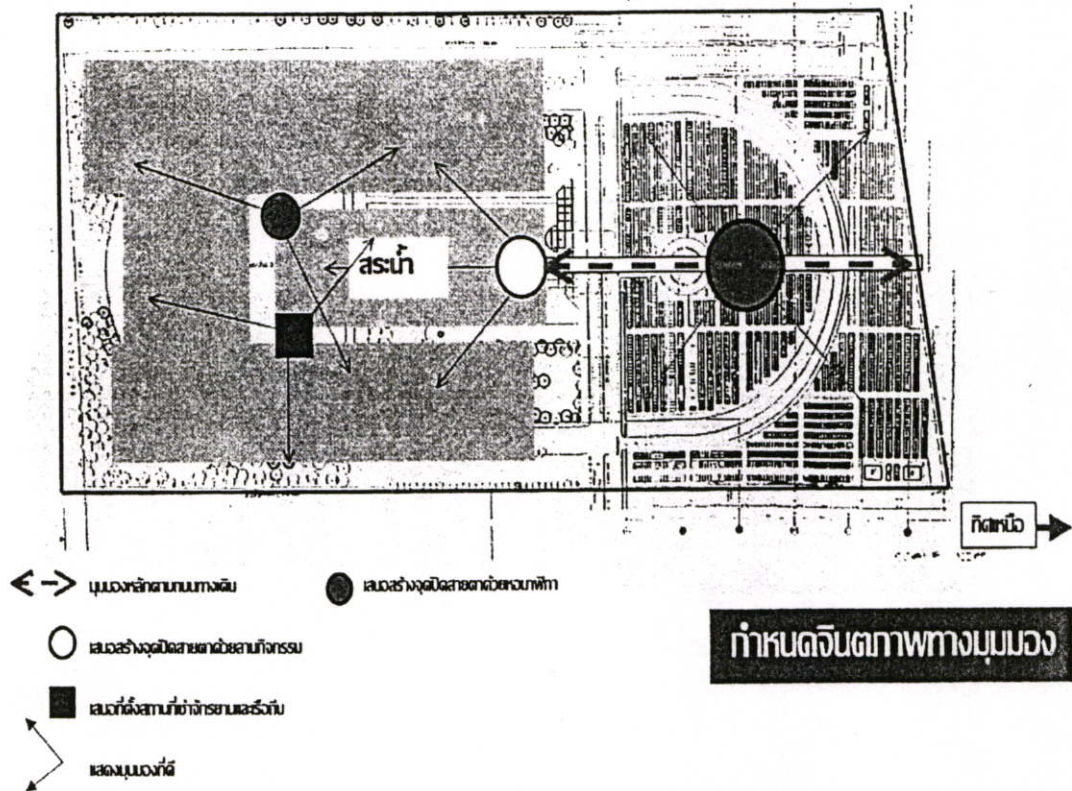 สระน้ำ
ทิศเหนือ
มุมมองหลักตามถนนทางเดิน
เสนอสร้างจุดปิดสายตาด้วยหอนาฬิกา
เสนอสร้างจุดปิดสายตาด้วยลานกิจกรรม
กำหนดจินตภาพทางมุมมอง
เสนอที่ตั้งสถานที่เช่าจักรยานและเรือถีบ
แสดงมุมมองที่ดี